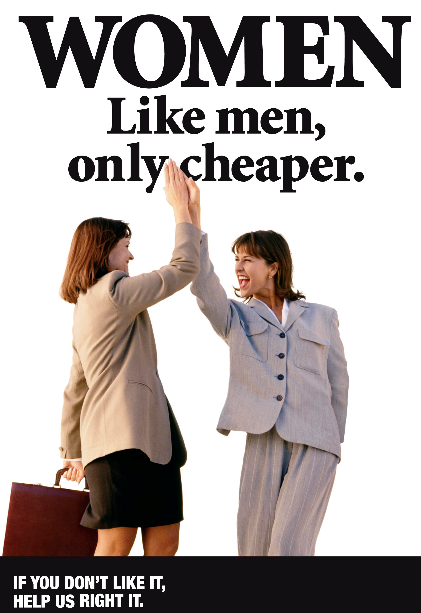 WOMEN
Like men,
only cheaper.
IF YOU DON'T LIKE IT,
HELP US RIGHT IT.